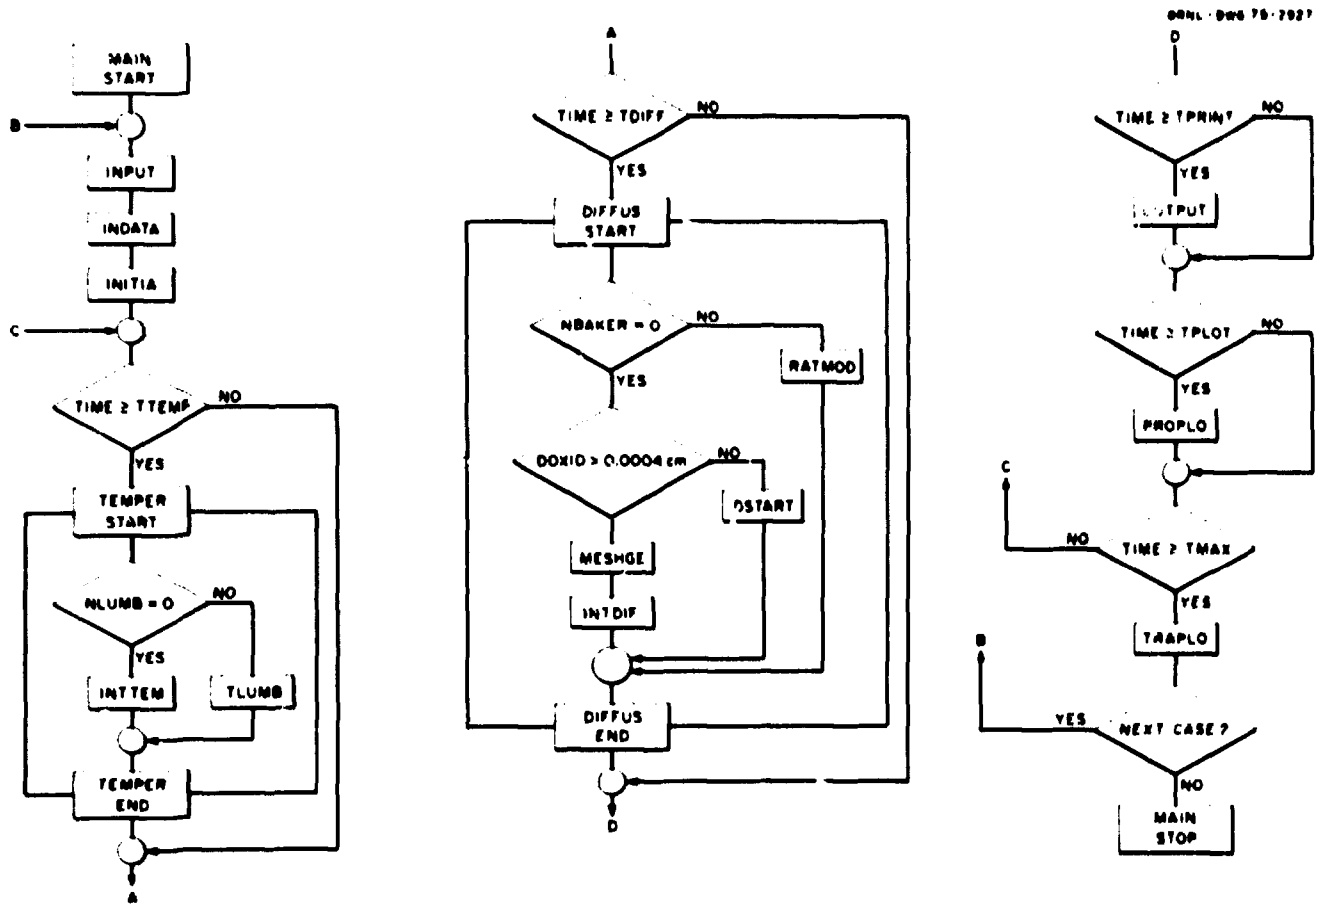 ORNL-DWG 75-2927
MAIN
START
B
INPUT
INDATA
INITIA
C
TIME ≥ TTEMP
NO
YES
TEMPER
START
NLUMB = 0
NO
YES
INTTEM
TLUMB
TEMPER
END
A
A
TIME ≥ TDIFF
NO
YES
DIFFUS
START
NBAKER = 0
NO
RATMOD
YES
DOXID > 0.0004 cm
NO
DSTART
MESHGE
INTDIF
DIFFUS
END
D
D
TIME ≥ TPRINT
NO
YES
OUTPUT
TIME ≥ TPLOT
NO
YES
PROPLO
C
NO
TIME ≥ TMAX
YES
TRAPLO
B
YES
NEXT CASE?
NO
MAIN
STOP